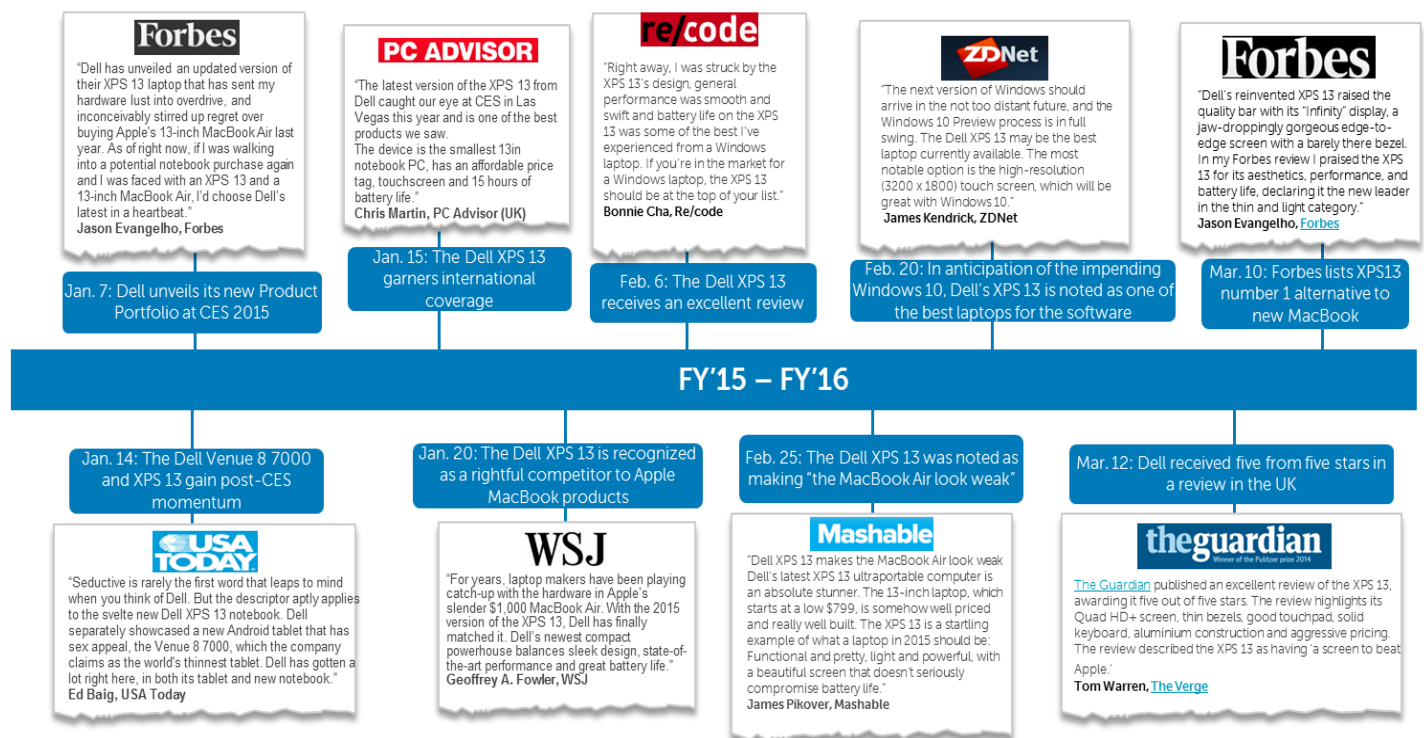 Forbes
“Dell has unveiled an updated version of
their XPS 13 laptop that has sent my
hardware lust into overdrive, and
inconceivably stirred up regret over
buying Apple’s 13-inch MacBook Air last
year. As of right now, if I was walking
into a potential notebook purchase again
and I was faced with an XPS 13 and a
13-inch MacBook Air, I’d choose Dell’s
latest in a heartbeat.”
Jason Evangelho, Forbes
Jan. 7: Dell unveils its new Product
Portfolio at CES 2015
PC ADVISOR
“The latest version of the XPS 13 from
Dell caught our eye at CES in Las
Vegas this year and is one of the best
products we saw.
The device is the smallest 13in
notebook PC, has an affordable price
tag, touchscreen and 15 hours of
battery life.”
Chris Martin, PC Advisor (UK)
Jan. 15: The Dell XPS 13
garners international
coverage
re/code
“Right away, I was struck by the
XPS 13’s design, general
performance was smooth and
swift and battery life on the XPS
13 was some of the best I’ve
experienced from a Windows
laptop. If you’re in the market for
a Windows laptop, the XPS 13
should be at the top of your list.”
Bonnie Cha, Re/code
Feb. 6: The Dell XPS 13
receives an excellent review
ZDNet
“The next version of Windows should
arrive in the not too distant future, and the
Windows 10 Preview process is in full
swing. The Dell XPS 13 may be the best
laptop currently available. The most
notable option is the high-resolution
(3200 x 1800) touch screen, which will be
great with Windows 10.”
James Kendrick, ZDNet
Feb. 20: In anticipation of the impending
Windows 10, Dell’s XPS 13 is noted as one of
the best laptops for the software
Forbes
“Dell’s reinvented XPS 13 raised the
quality bar with its “Infinity” display, a
jaw-droppingly gorgeous edge-to-
edge screen with a barely there bezel.
In my Forbes review I praised the XPS
13 for its aesthetics, performance, and
battery life, declaring it the new leader
in the thin and light category.”
Jason Evangelho, Forbes
Mar. 10: Forbes lists XPS13
number 1 alternative to
new MacBook
FY’15 – FY’16
Jan. 14: The Dell Venue 8 7000
and XPS 13 gain post-CES
momentum
USA
TODAY
“Seductive is rarely the first word that leaps to mind
when you think of Dell. But the descriptor aptly applies
to the svelte new Dell XPS 13 notebook. Dell
separately showcased a new Android tablet that has
sex appeal, the Venue 8 7000, which the company
claims as the world’s thinnest tablet. Dell has gotten a
lot right here, in both its tablet and new notebook.”
Ed Baig, USA Today
Jan. 20: The Dell XPS 13 is recognized
as a rightful competitor to Apple
MacBook products
WSJ
“For years, laptop makers have been playing
catch-up with the hardware in Apple’s
slender $1,000 MacBook Air. With the 2015
version of the XPS 13, Dell has finally
matched it. Dell’s newest compact
powerhouse balances sleek design, state-of-
the-art performance and great battery life.”
Geoffrey A. Fowler, WSJ
Feb. 25: The Dell XPS 13 was noted as
making “the MacBook Air look weak”
Mashable
“Dell XPS 13 makes the MacBook Air look weak
Dell’s latest XPS 13 ultraportable computer is
an absolute stunner. The 13-inch laptop, which
starts at a low $799, is somehow well priced
and really well built. The XPS 13 is a startling
example of what a laptop in 2015 should be:
Functional and pretty, light and powerful, with
a beautiful screen that doesn’t seriously
compromise battery life.”
James Pikover, Mashable
Mar. 12: Dell received five from five stars in
a review in the UK
theguardian
Winner of the Pulitzer prize 2014
The Guardian published an excellent review of the XPS 13,
awarding it five out of five stars. The review highlights its
Quad HD+ screen, thin bezels, good touchpad, solid
keyboard, aluminium construction and aggressive pricing.
The review described the XPS 13 as having ‘a screen to beat
Apple.’
Tom Warren, The Verge